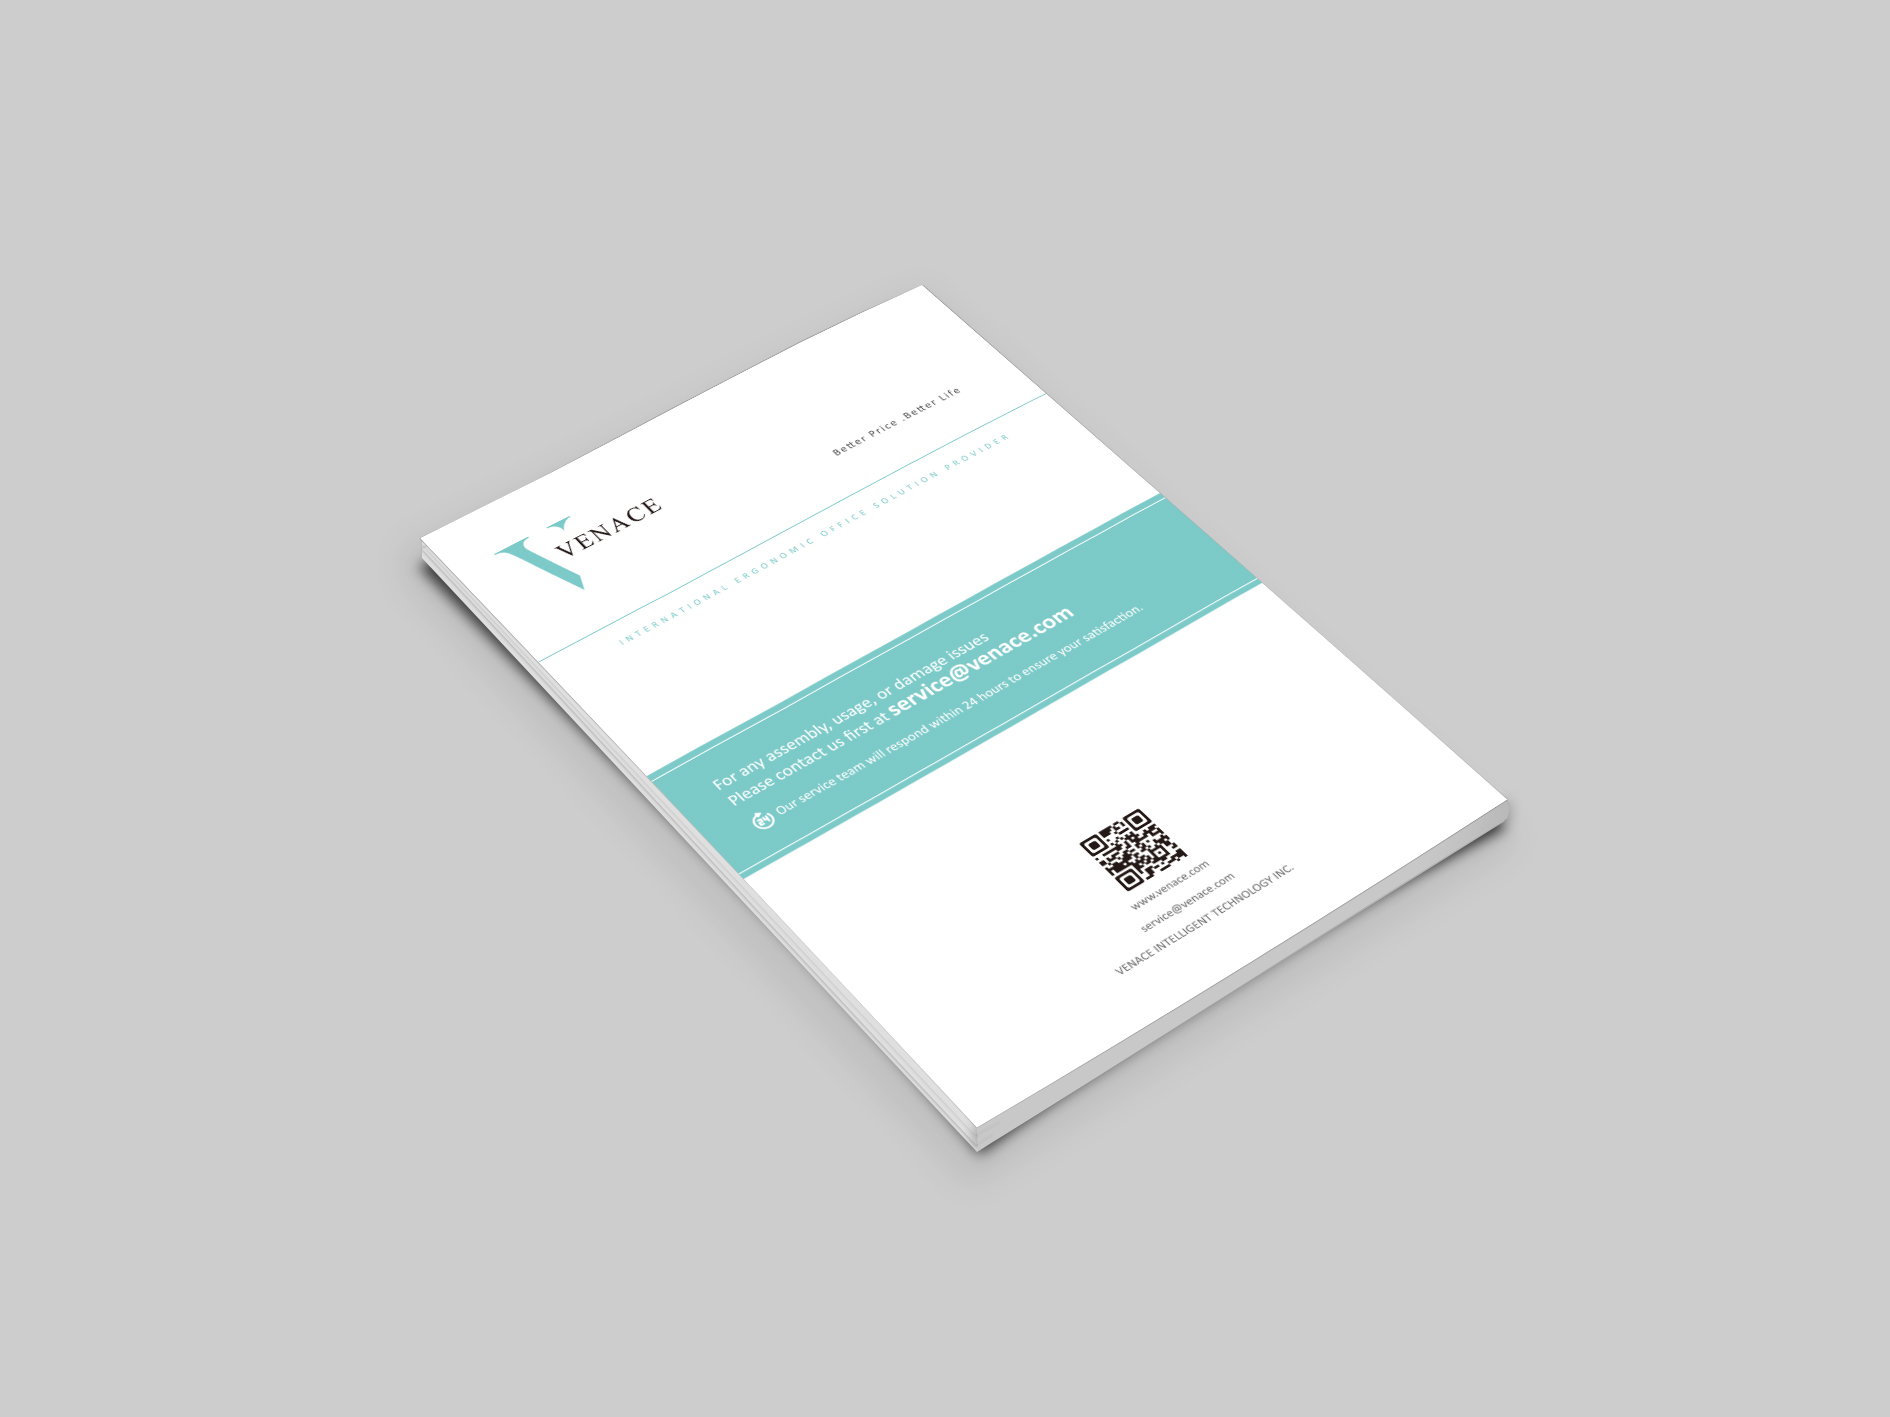 VENACE
Better Price .Better Life
INTERNATIONAL ERGONOMIC OFFICE SOLUTION PROVIDER
For any assembly, usage, or damage issues
Please contact us first at service@venace.com
24 Our service team will respond within 24 hours to ensure your satisfaction.
www.venace.com
service@venace.com
VENACE INTELLIGENT TECHNOLOGY INC.